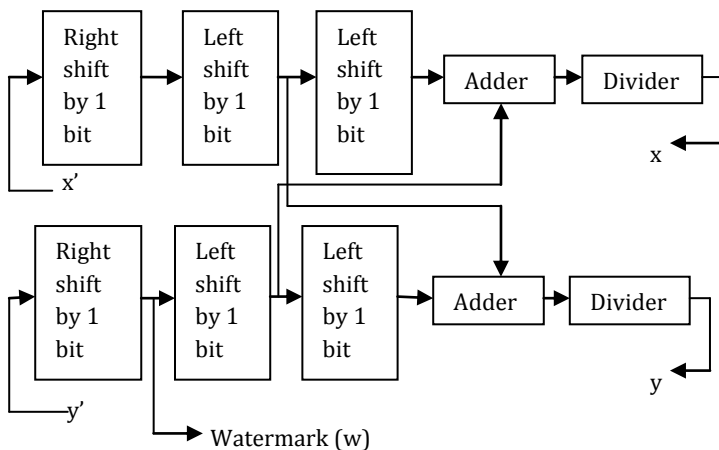 Right
shift
by 1
bit
Left
shift
by 1
bit
Left
shift
by 1
bit
Adder
Divider
x'
x
Right
shift
by 1
bit
Left
shift
by 1
bit
Left
shift
by 1
bit
Adder
Divider
y'
y
Watermark (w)